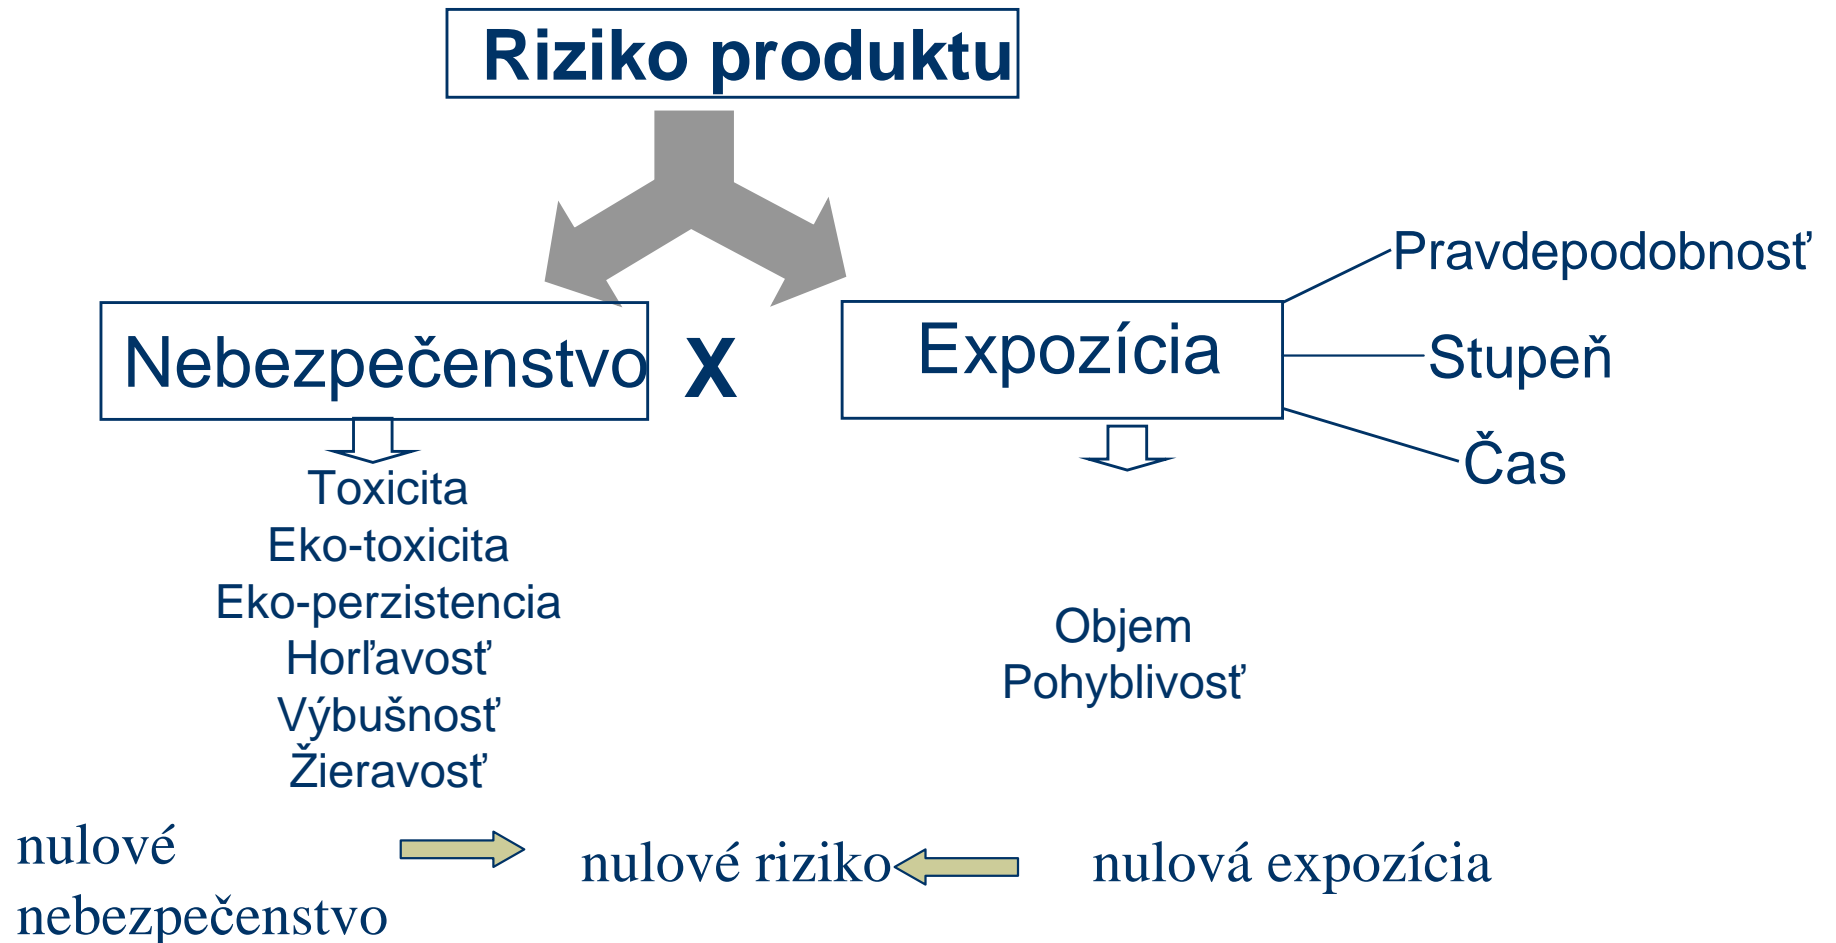 Riziko produktu
Nebezpečenstvo
X
Expozícia
Pravdepodobnosť
Stupeň
Čas
Toxicita
Eko-toxicita
Eko-perzistencia
Horľavosť
Výbušnosť
Žieravosť
Objem
Pohyblivosť
nulové
nebezpečenstvo
nulové riziko
nulová expozícia